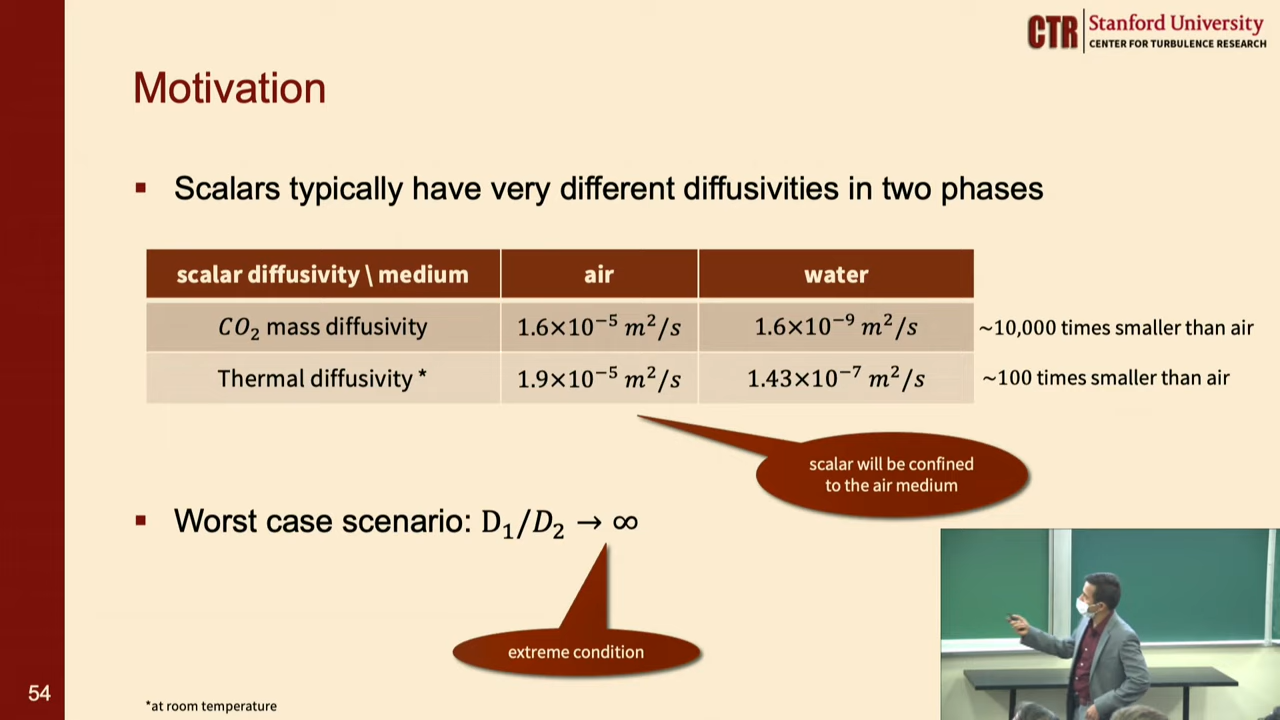 CTR
Stanford University
CENTER FOR TURBULENCE RESEARCH
Motivation
▪ Scalars typically have very different diffusivities in two phases
scalar diffusivity \ medium air water
CO₂ mass diffusivity 1.6×10⁻⁵ m²/s 1.6×10⁻⁹ m²/s ~10,000 times smaller than air
Thermal diffusivity * 1.9×10⁻⁵ m²/s 1.43×10⁻⁷ m²/s ~100 times smaller than air
scalar will be confined
to the air medium
▪ Worst case scenario: D₁/D₂ → ∞
extreme condition
54
*at room temperature